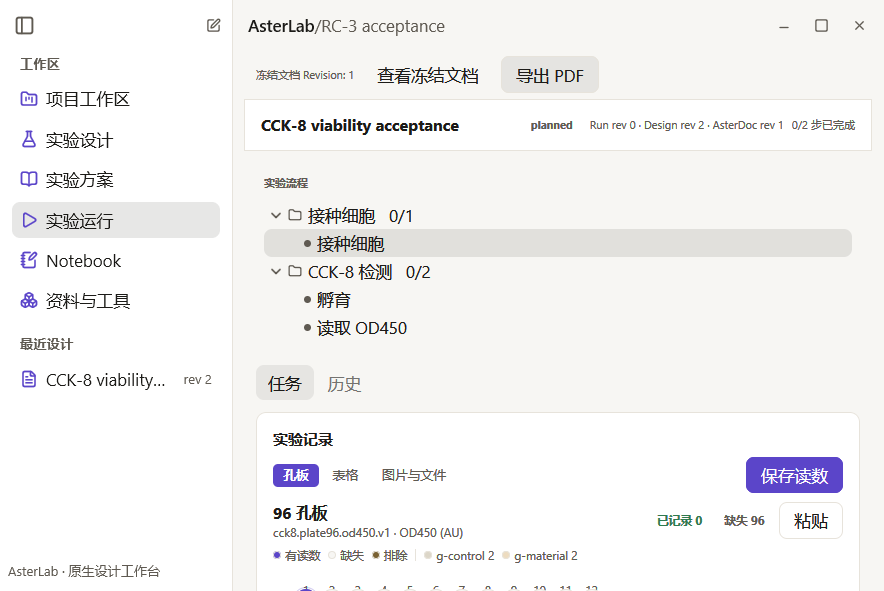 AsterLab/RC-3 acceptance
工作区
项目工作区
实验设计
实验方案
实验运行
Notebook
资料与工具
最近设计
CCK-8 viability... rev 2
AsterLab · 原生设计工作台
冻结文档 Revision: 1 查看冻结文档 导出 PDF
CCK-8 viability acceptance planned Run rev 0 · Design rev 2 · AsterDoc rev 1 0/2 步已完成
实验流程
接种细胞 0/1
接种细胞
CCK-8 检测 0/2
孵育
读取 OD450
任务 历史
实验记录
孔板 表格 图片与文件 保存读数
96 孔板 已记录 0 缺失 96 粘贴
cck8.plate96.od450.v1 · OD450 (AU)
有读数 缺失 排除 g-control 2 g-material 2